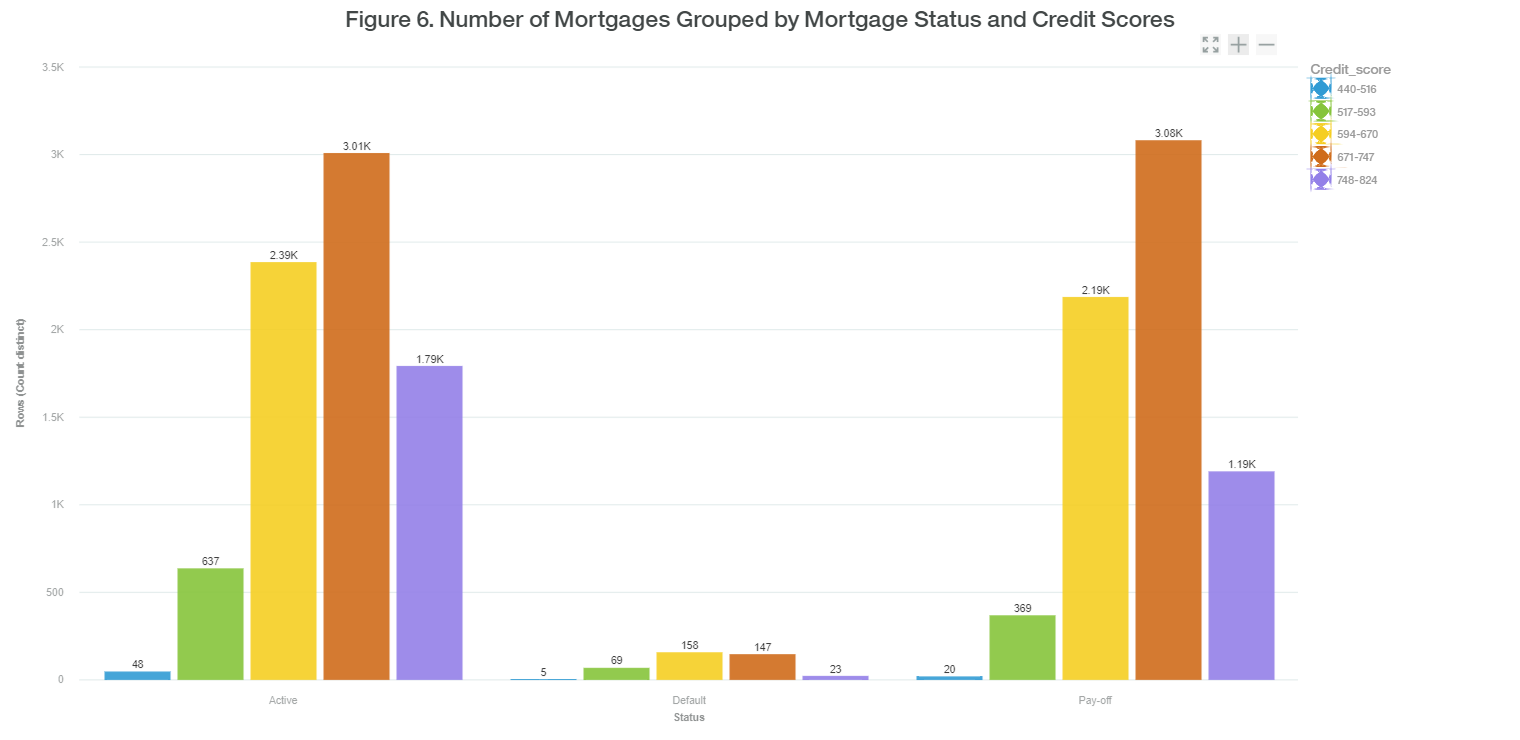 Figure 6. Number of Mortgages Grouped by Mortgage Status and Credit Scores
Credit_score
440-516
517-593
594-670
671-747
748-824
3.5K
3K
2.5K
2K
1.5K
1K
500
0
Rows (Count distinct)
48
637
2.39K
3.01K
1.79K
5
69
158
147
23
20
369
2.19K
3.08K
1.19K
Active
Default
Pay-off
Status